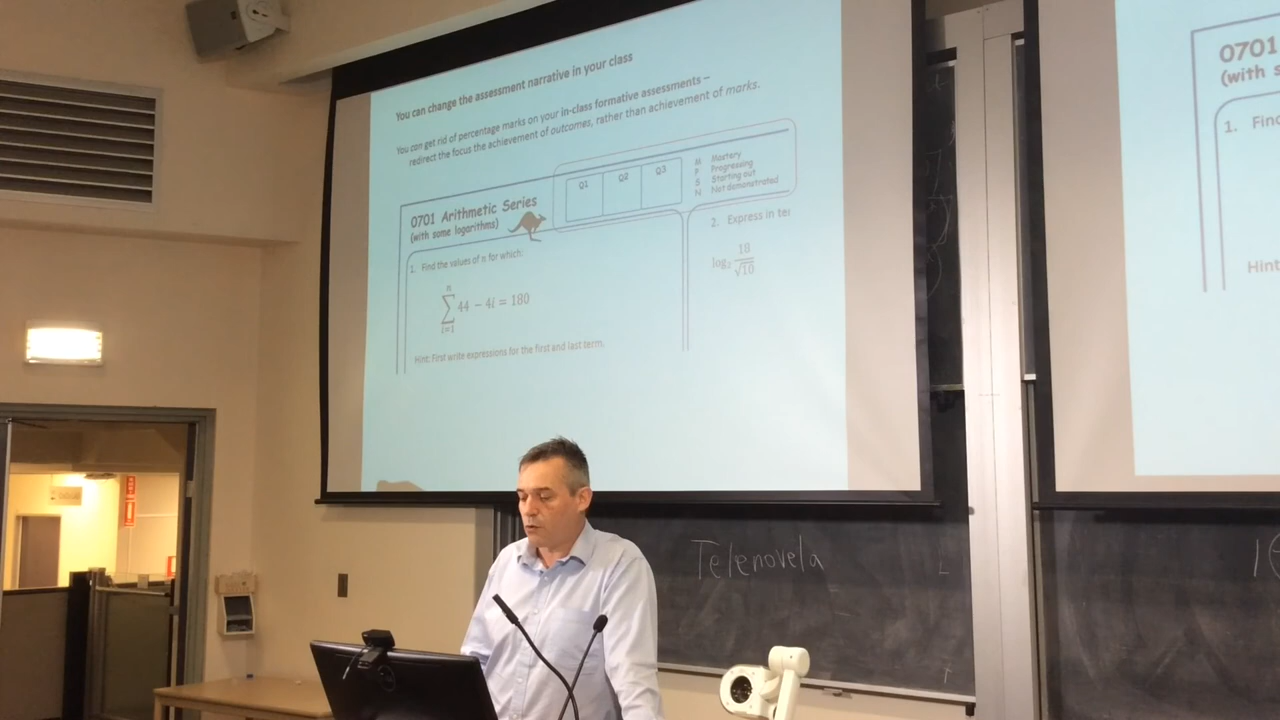 You can change the assessment narrative in your class
You can get rid of percentage marks on your in-class formative assessments –
redirect the focus the achievement of outcomes, rather than achievement of marks.
Q1 Q2 Q3
M Mastery
P Progressing
S Starting out
N Not demonstrated
0701 Arithmetic Series
(with some logarithms)
1. Find the values of n for which:
n
∑ 44 − 4i = 180
i=1
Hint: First write expressions for the first and last term.
2. Express in te
log₂ 18/√10
0701
(with s
1. Find
Hint
Telenovela